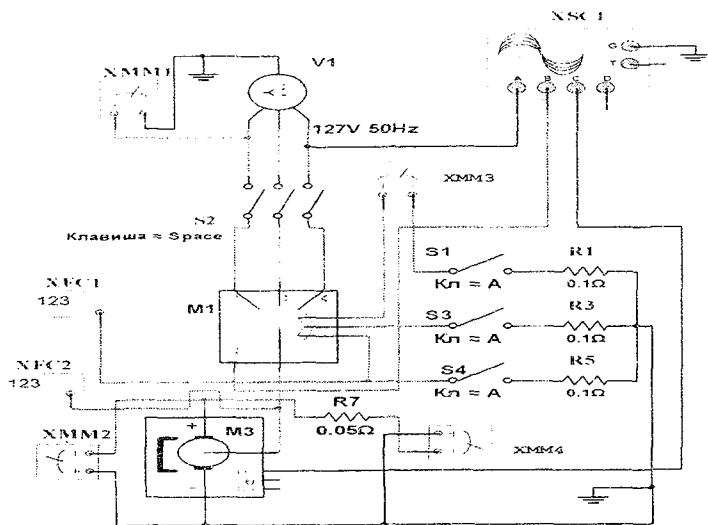 XSC1
V1
XMM1
G
T
A
B
C
D
127V 50Hz
XMM3
S2
Клавиша = Space
S1
R1
XFC1
Кл = A
0.1Ω
123
M1
S3
R3
Кл = A
0.1Ω
XFC2
S4
R5
123
R7
Кл = A
0.1Ω
XMM2
+
M3
0.05Ω
XMM4